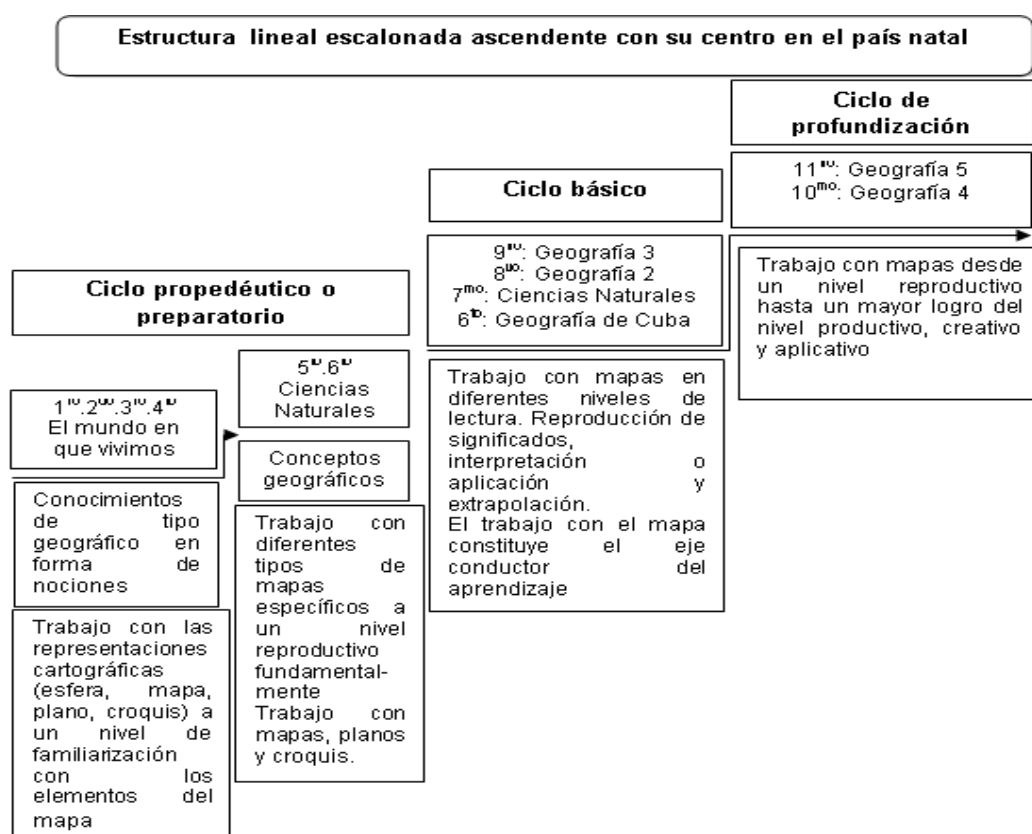 Estructura lineal escalonada ascendente con su centro en el país natal
Ciclo de
profundización
11no: Geografía 5
10mo: Geografía 4
Trabajo con mapas desde
un nivel reproductivo
hasta un mayor logro del
nivel productivo, creativo
y aplicativo
Ciclo básico
9no: Geografía 3
8vo: Geografía 2
7mo: Ciencias Naturales
6to: Geografía de Cuba
Trabajo con mapas en
diferentes niveles de
lectura. Reproducción de
significados,
interpretación o
aplicación y
extrapolación.
El trabajo con el mapa
constituye el eje
conductor del
aprendizaje
Ciclo propedéutico o
preparatorio
1ro.2do.3ro.4to
El mundo en
que vivimos
Conocimientos
de tipo
geográfico en
forma de
nociones
Trabajo con las
representaciones
cartográficas
(esfera, mapa,
plano, croquis) a
un nivel de
familiarización
con los
elementos del
mapa
5to.6to
Ciencias
Naturales
Conceptos
geográficos
Trabajo con
diferentes
tipos de
mapas
específicos a
un nivel
reproductivo
fundamental-
mente
Trabajo con
mapas, planos
y croquis.